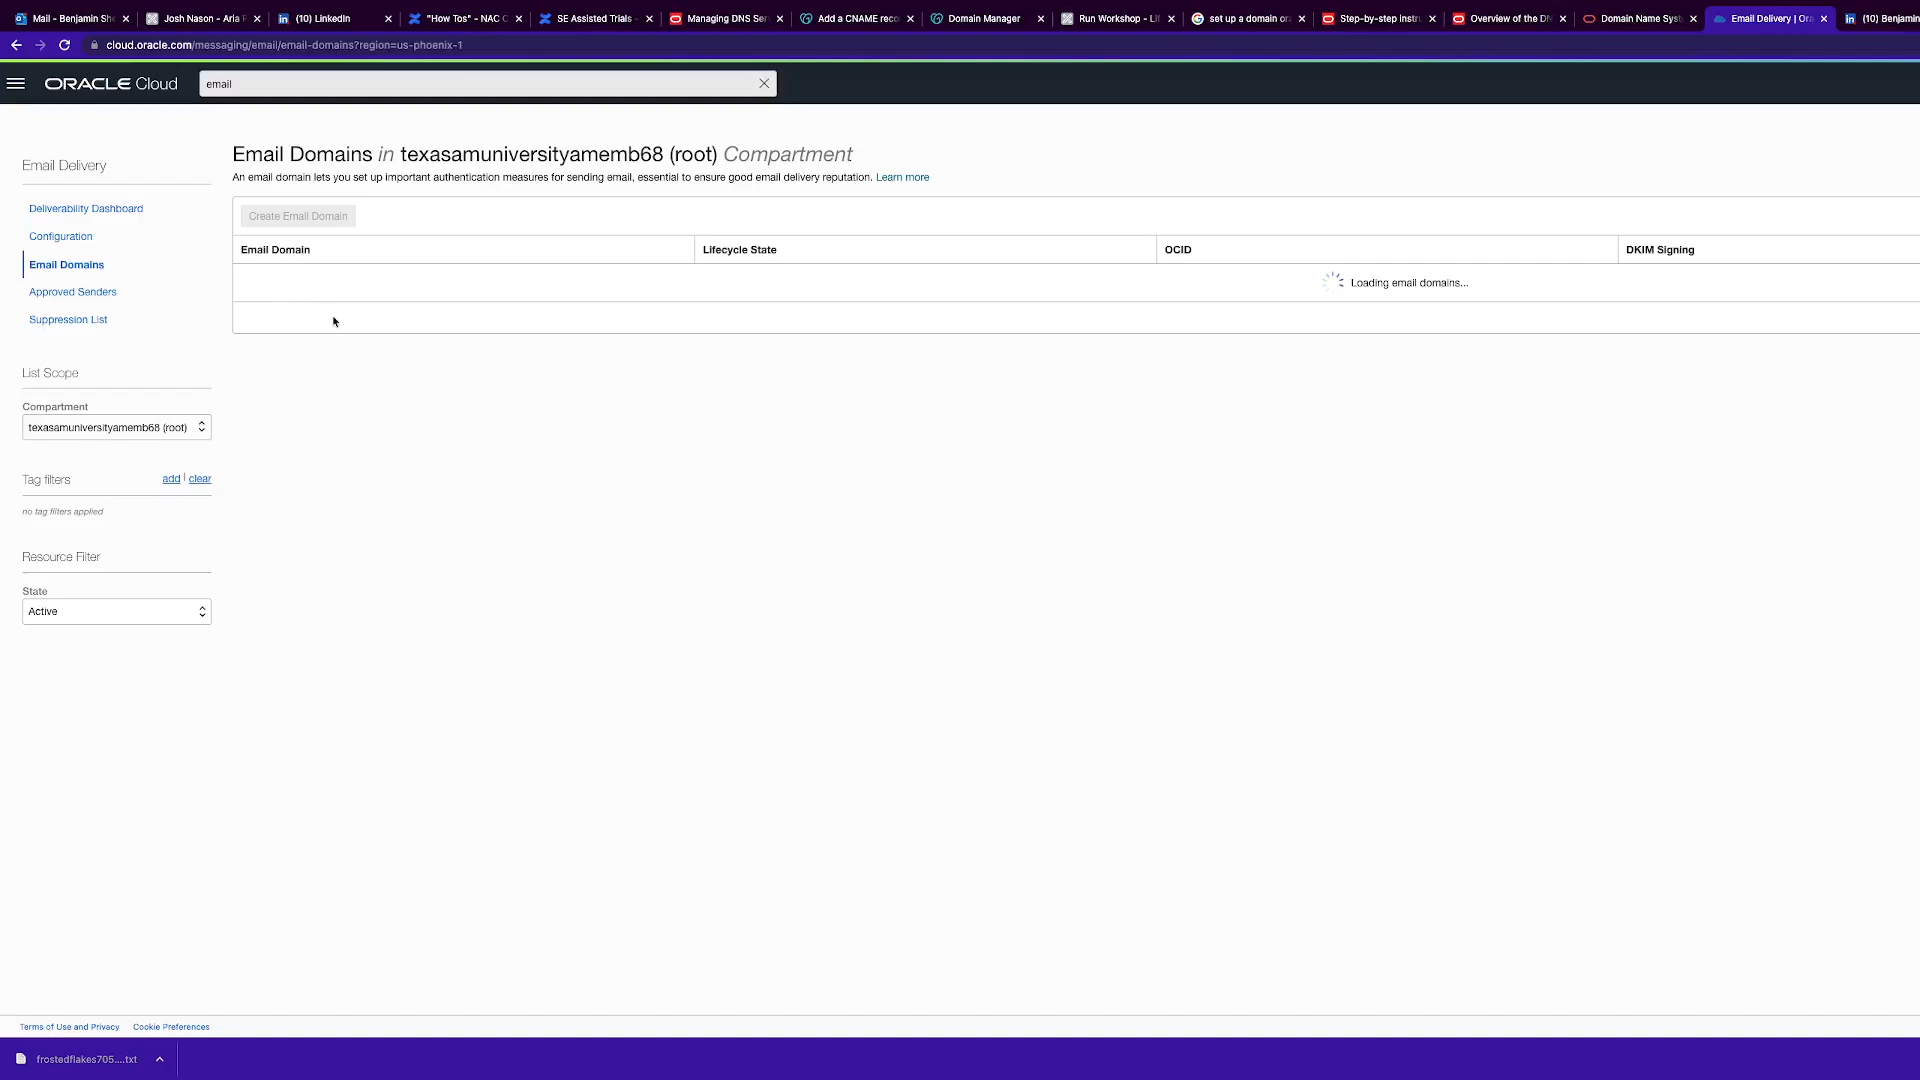 Mail - Benjamin She
Josh Nason - Aria P
(10) LinkedIn
"How Tos" - NAC C
SE Assisted Trials -
Managing DNS Ser
Add a CNAME reco
Domain Manager
Run Workshop - Lif
set up a domain or
Step-by-step instru
Overview of the DN
Domain Name Syst
Email Delivery | Ora
(10) Benjamin
cloud.oracle.com/messaging/email/email-domains?region=us-phoenix-1
ORACLE Cloud
email
Email Delivery
Deliverability Dashboard
Configuration
Email Domains
Approved Senders
Suppression List
List Scope
Compartment
texasamuniversityamemb68 (root)
Tag filters
add | clear
no tag filters applied
Resource Filter
State
Active
Email Domains in texasamuniversityamemb68 (root) Compartment
An email domain lets you set up important authentication measures for sending email, essential to ensure good email delivery reputation. Learn more
Create Email Domain
Email Domain
Lifecycle State
OCID
DKIM Signing
Loading email domains...
Terms of Use and Privacy
Cookie Preferences
frostedflakes705....txt